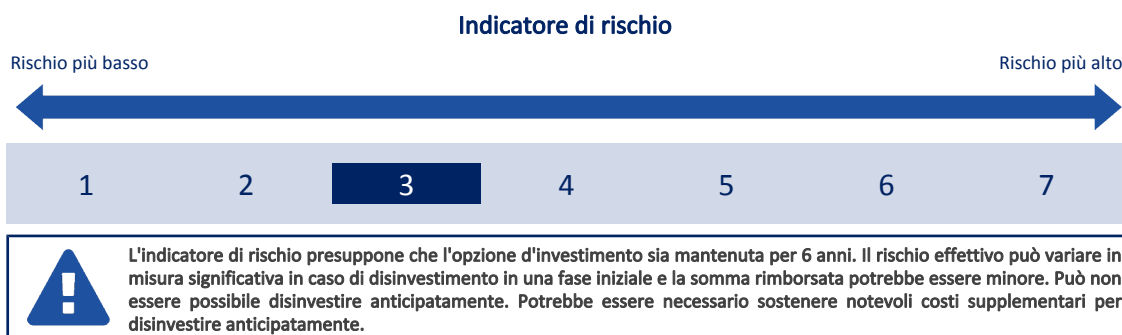 Indicatore di rischio
Rischio più basso
Rischio più alto
1 2 3 4 5 6 7
L'indicatore di rischio presuppone che l'opzione d'investimento sia mantenuta per 6 anni. Il rischio effettivo può variare in
misura significativa in caso di disinvestimento in una fase iniziale e la somma rimborsata potrebbe essere minore. Può non
essere possibile disinvestire anticipatamente. Potrebbe essere necessario sostenere notevoli costi supplementari per
disinvestire anticipatamente.